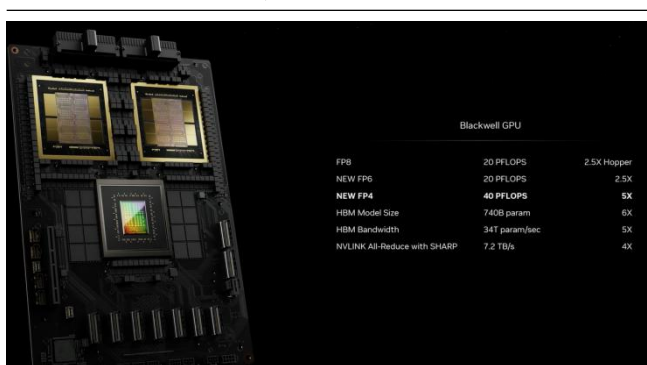 Blackwell GPU
FP8 20 PFLOPS 2.5X Hopper
NEW FP6 20 PFLOPS 2.5X
NEW FP4 40 PFLOPS 5X
HBM Model Size 740B param 6X
HBM Bandwidth 34T param/sec 5X
NVLINK All-Reduce with SHARP 7.2 TB/s 4X